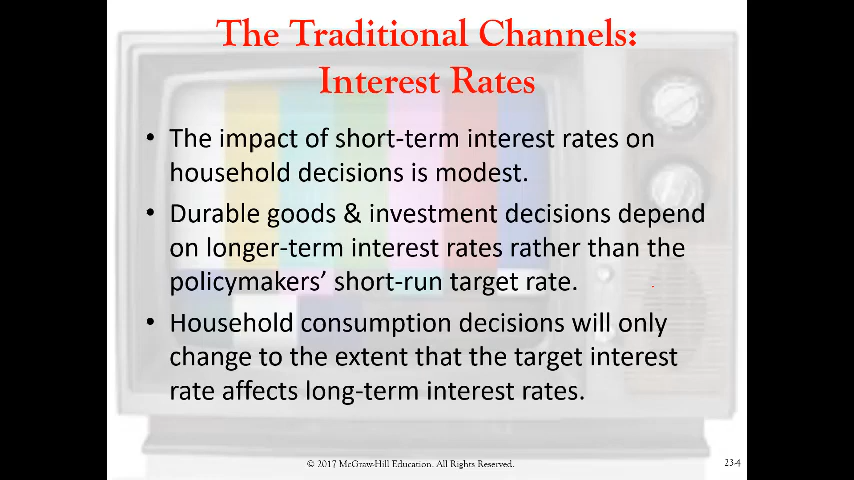 The Traditional Channels:
Interest Rates
• The impact of short-term interest rates on
household decisions is modest.
• Durable goods & investment decisions depend
on longer-term interest rates rather than the
policymakers’ short-run target rate.
• Household consumption decisions will only
change to the extent that the target interest
rate affects long-term interest rates.
© 2017 McGraw-Hill Education. All Rights Reserved.
23-4